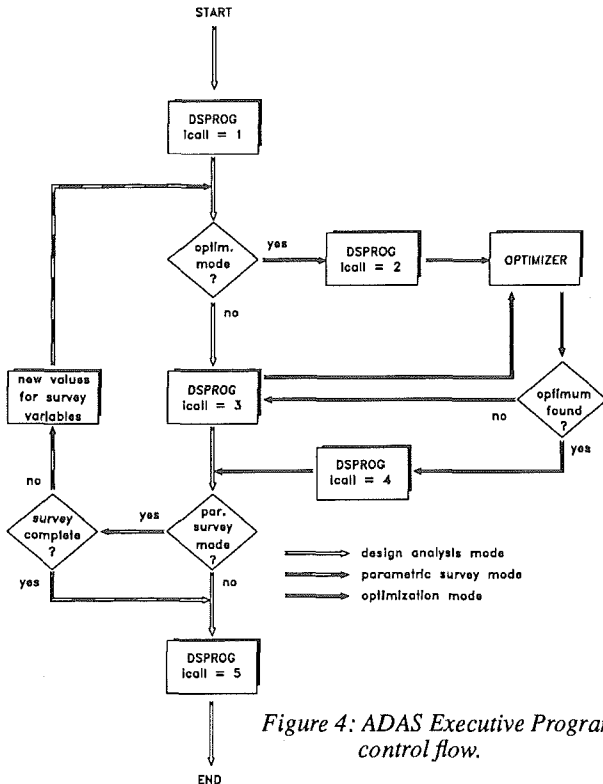 START
DSPROG
icall = 1
optim.
mode
?
yes
no
DSPROG
icall = 2
OPTIMIZER
new values
for survey
variables
DSPROG
icall = 3
optimum
found
?
no
yes
DSPROG
icall = 4
no
survey
complete
?
yes
yes
par.
survey
mode
?
no
design analysis mode
parametric survey mode
optimization mode
DSPROG
icall = 5
Figure 4: ADAS Executive Program
control flow.
END